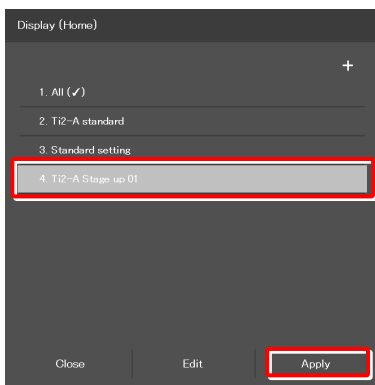 Display (Home)
+
1. All (✓)
2. Ti2-A standard
3. Standard setting
4. Ti2-A Stage up 01
Close Edit Apply